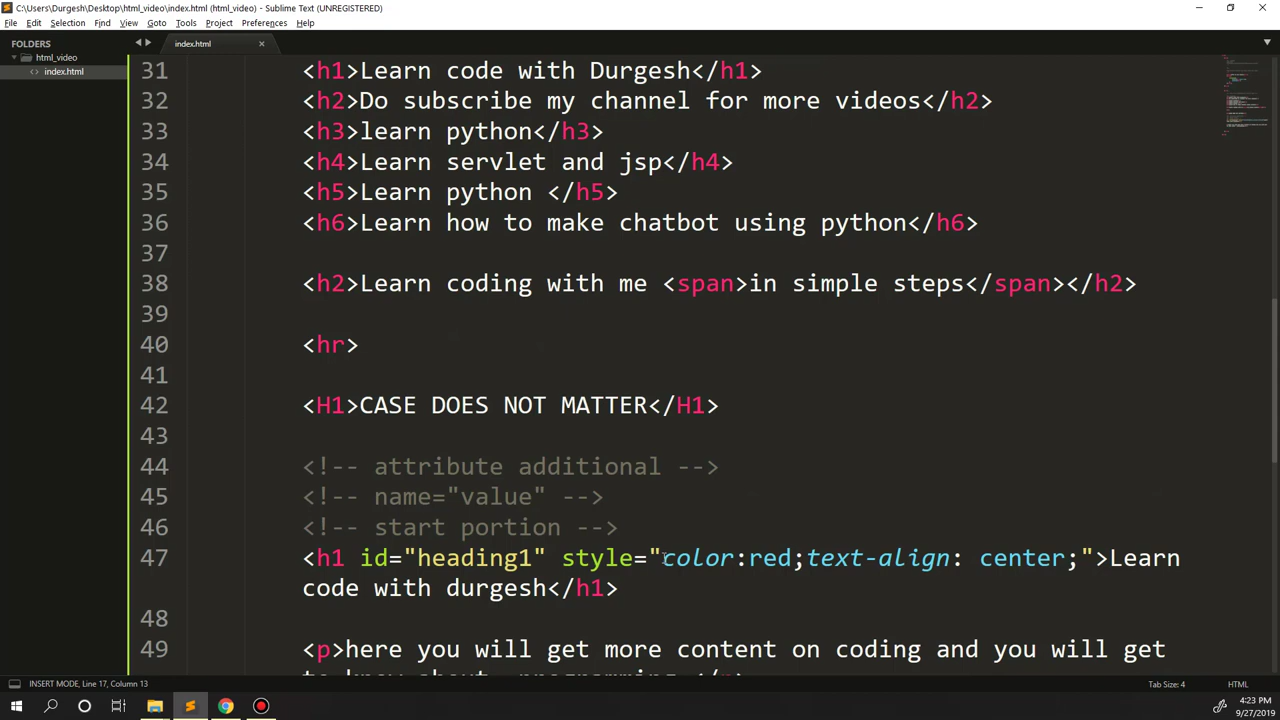 C:\Users\Durgesh\Desktop\html_video\index.html (html_video) - Sublime Text (UNREGISTERED)
File Edit Selection Find View Goto Tools Project Preferences Help
FOLDERS
html_video
index.html
index.html
31 <h1>Learn code with Durgesh</h1>
32 <h2>Do subscribe my channel for more videos</h2>
33 <h3>learn python</h3>
34 <h4>Learn servlet and jsp</h4>
35 <h5>Learn python </h5>
36 <h6>Learn how to make chatbot using python</h6>
37
38 <h2>Learn coding with me <span>in simple steps</span></h2>
39
40 <hr>
41
42 <H1>CASE DOES NOT MATTER</H1>
43
44 <!-- attribute additional -->
45 <!-- name="value" -->
46 <!-- start portion -->
47 <h1 id="heading1" style="color:red;text-align: center;">Learn
code with durgesh</h1>
48
49 <p>here you will get more content on coding and you will get
to know about  programming.</p>
INSERT MODE, Line 17, Column 13
Tab Size: 4
HTML
4:23 PM
9/27/2019